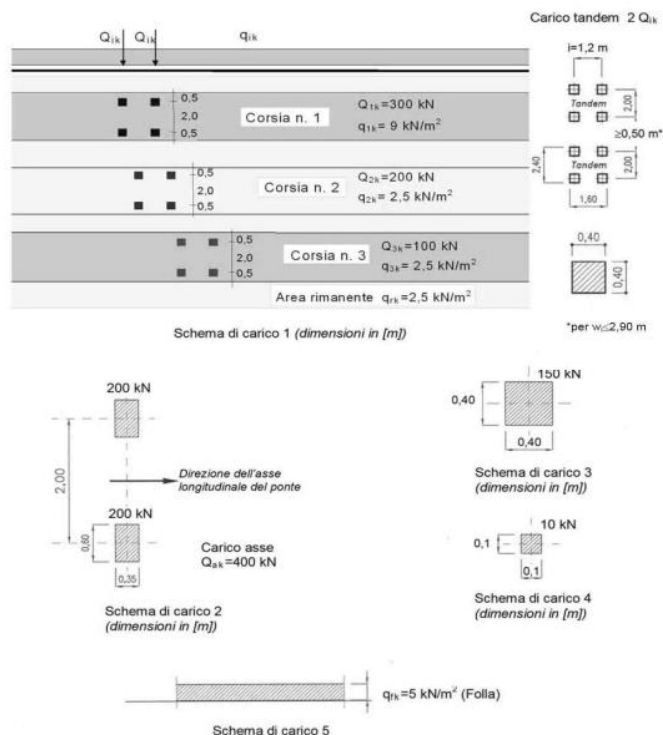 Carico tandem 2 Qik
Qik Qik qik
i=1,2 m
0,5
2,0
0,5
Corsia n. 1
Q1k=300 kN
q1k= 9 kN/m²
Tandem
2,00
≥0,50 m*
0,5
2,0
0,5
Corsia n. 2
Q2k=200 kN
q2k= 2,5 kN/m²
2,40
Tandem
2,00
1,60
0,5
2,0
0,5
Corsia n. 3
Q3k=100 kN
q3k= 2,5 kN/m²
0,40
0,40
Area rimanente qrk=2,5 kN/m²
Schema di carico 1 (dimensioni in [m])
*per wl≤2,90 m
200 kN
2,00
Direzione dell'asse
longitudinale del ponte
200 kN
0,60
0,35
Carico asse
Qak=400 kN
Schema di carico 2
(dimensioni in [m])
150 kN
0,40
0,40
Schema di carico 3
(dimensioni in [m])
10 kN
0,1
0,1
Schema di carico 4
(dimensioni in [m])
qfk=5 kN/m² (Folla)
Schema di carico 5